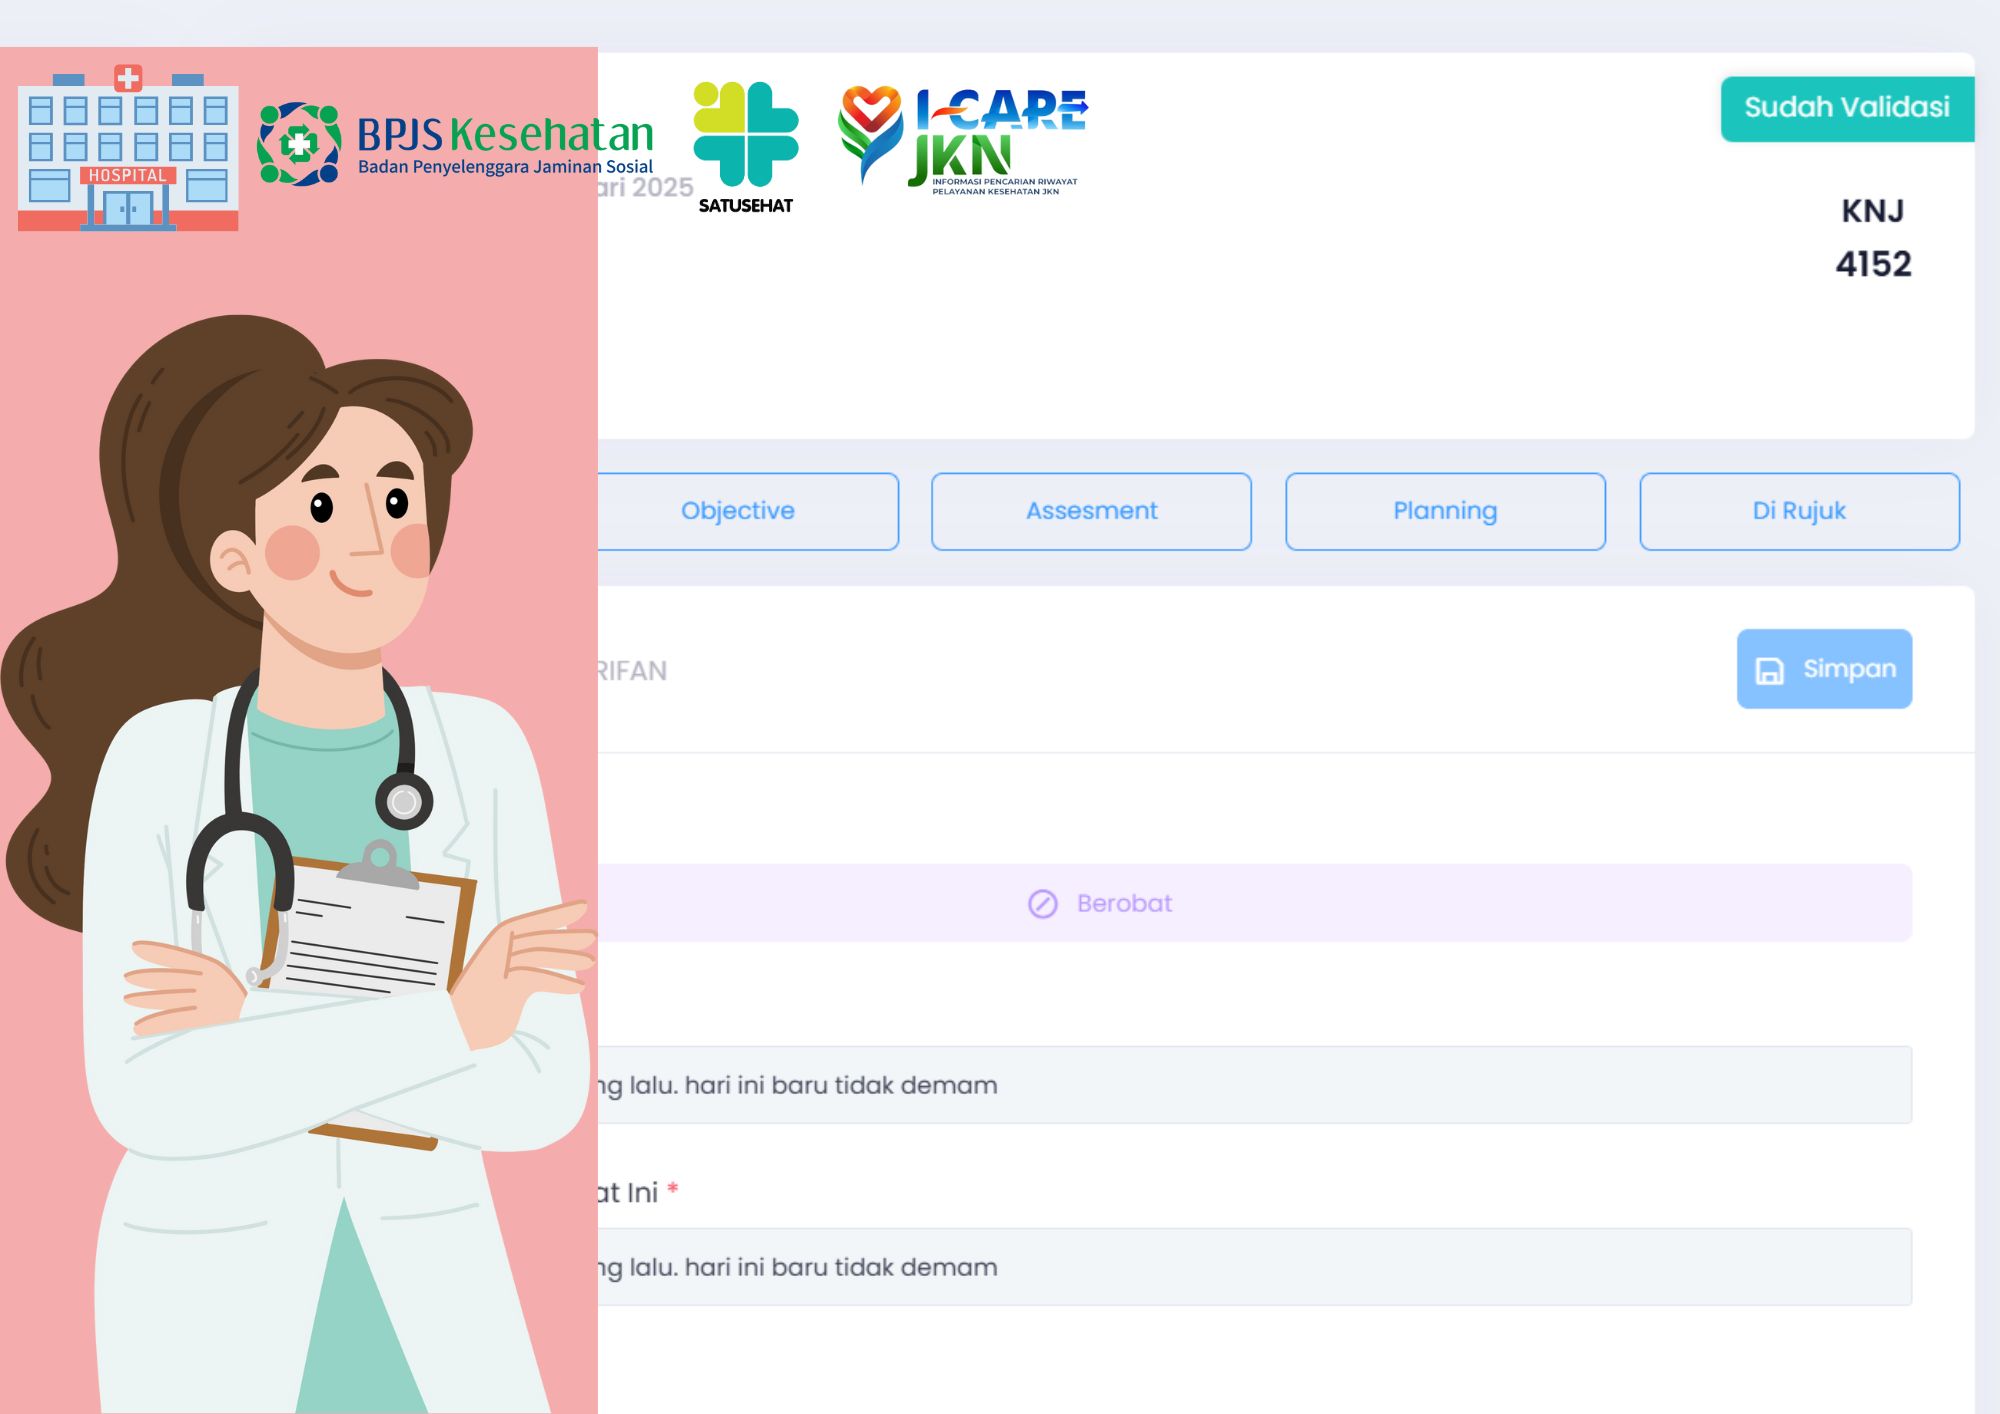 HOSPITAL
BPJS Kesehatan
Badan Penyelenggara Jaminan Sosial
SATUSEHAT
I-CARE
JKN
INFORMASI PENCARIAN RIWAYAT
PELAYANAN KESEHATAN JKN
Sudah Validasi
ari 2025
KNJ
4152
Objective
Assesment
Planning
Di Rujuk
RIFAN
Simpan
Berobat
ng lalu. hari ini baru tidak demam
at Ini *
ng lalu. hari ini baru tidak demam